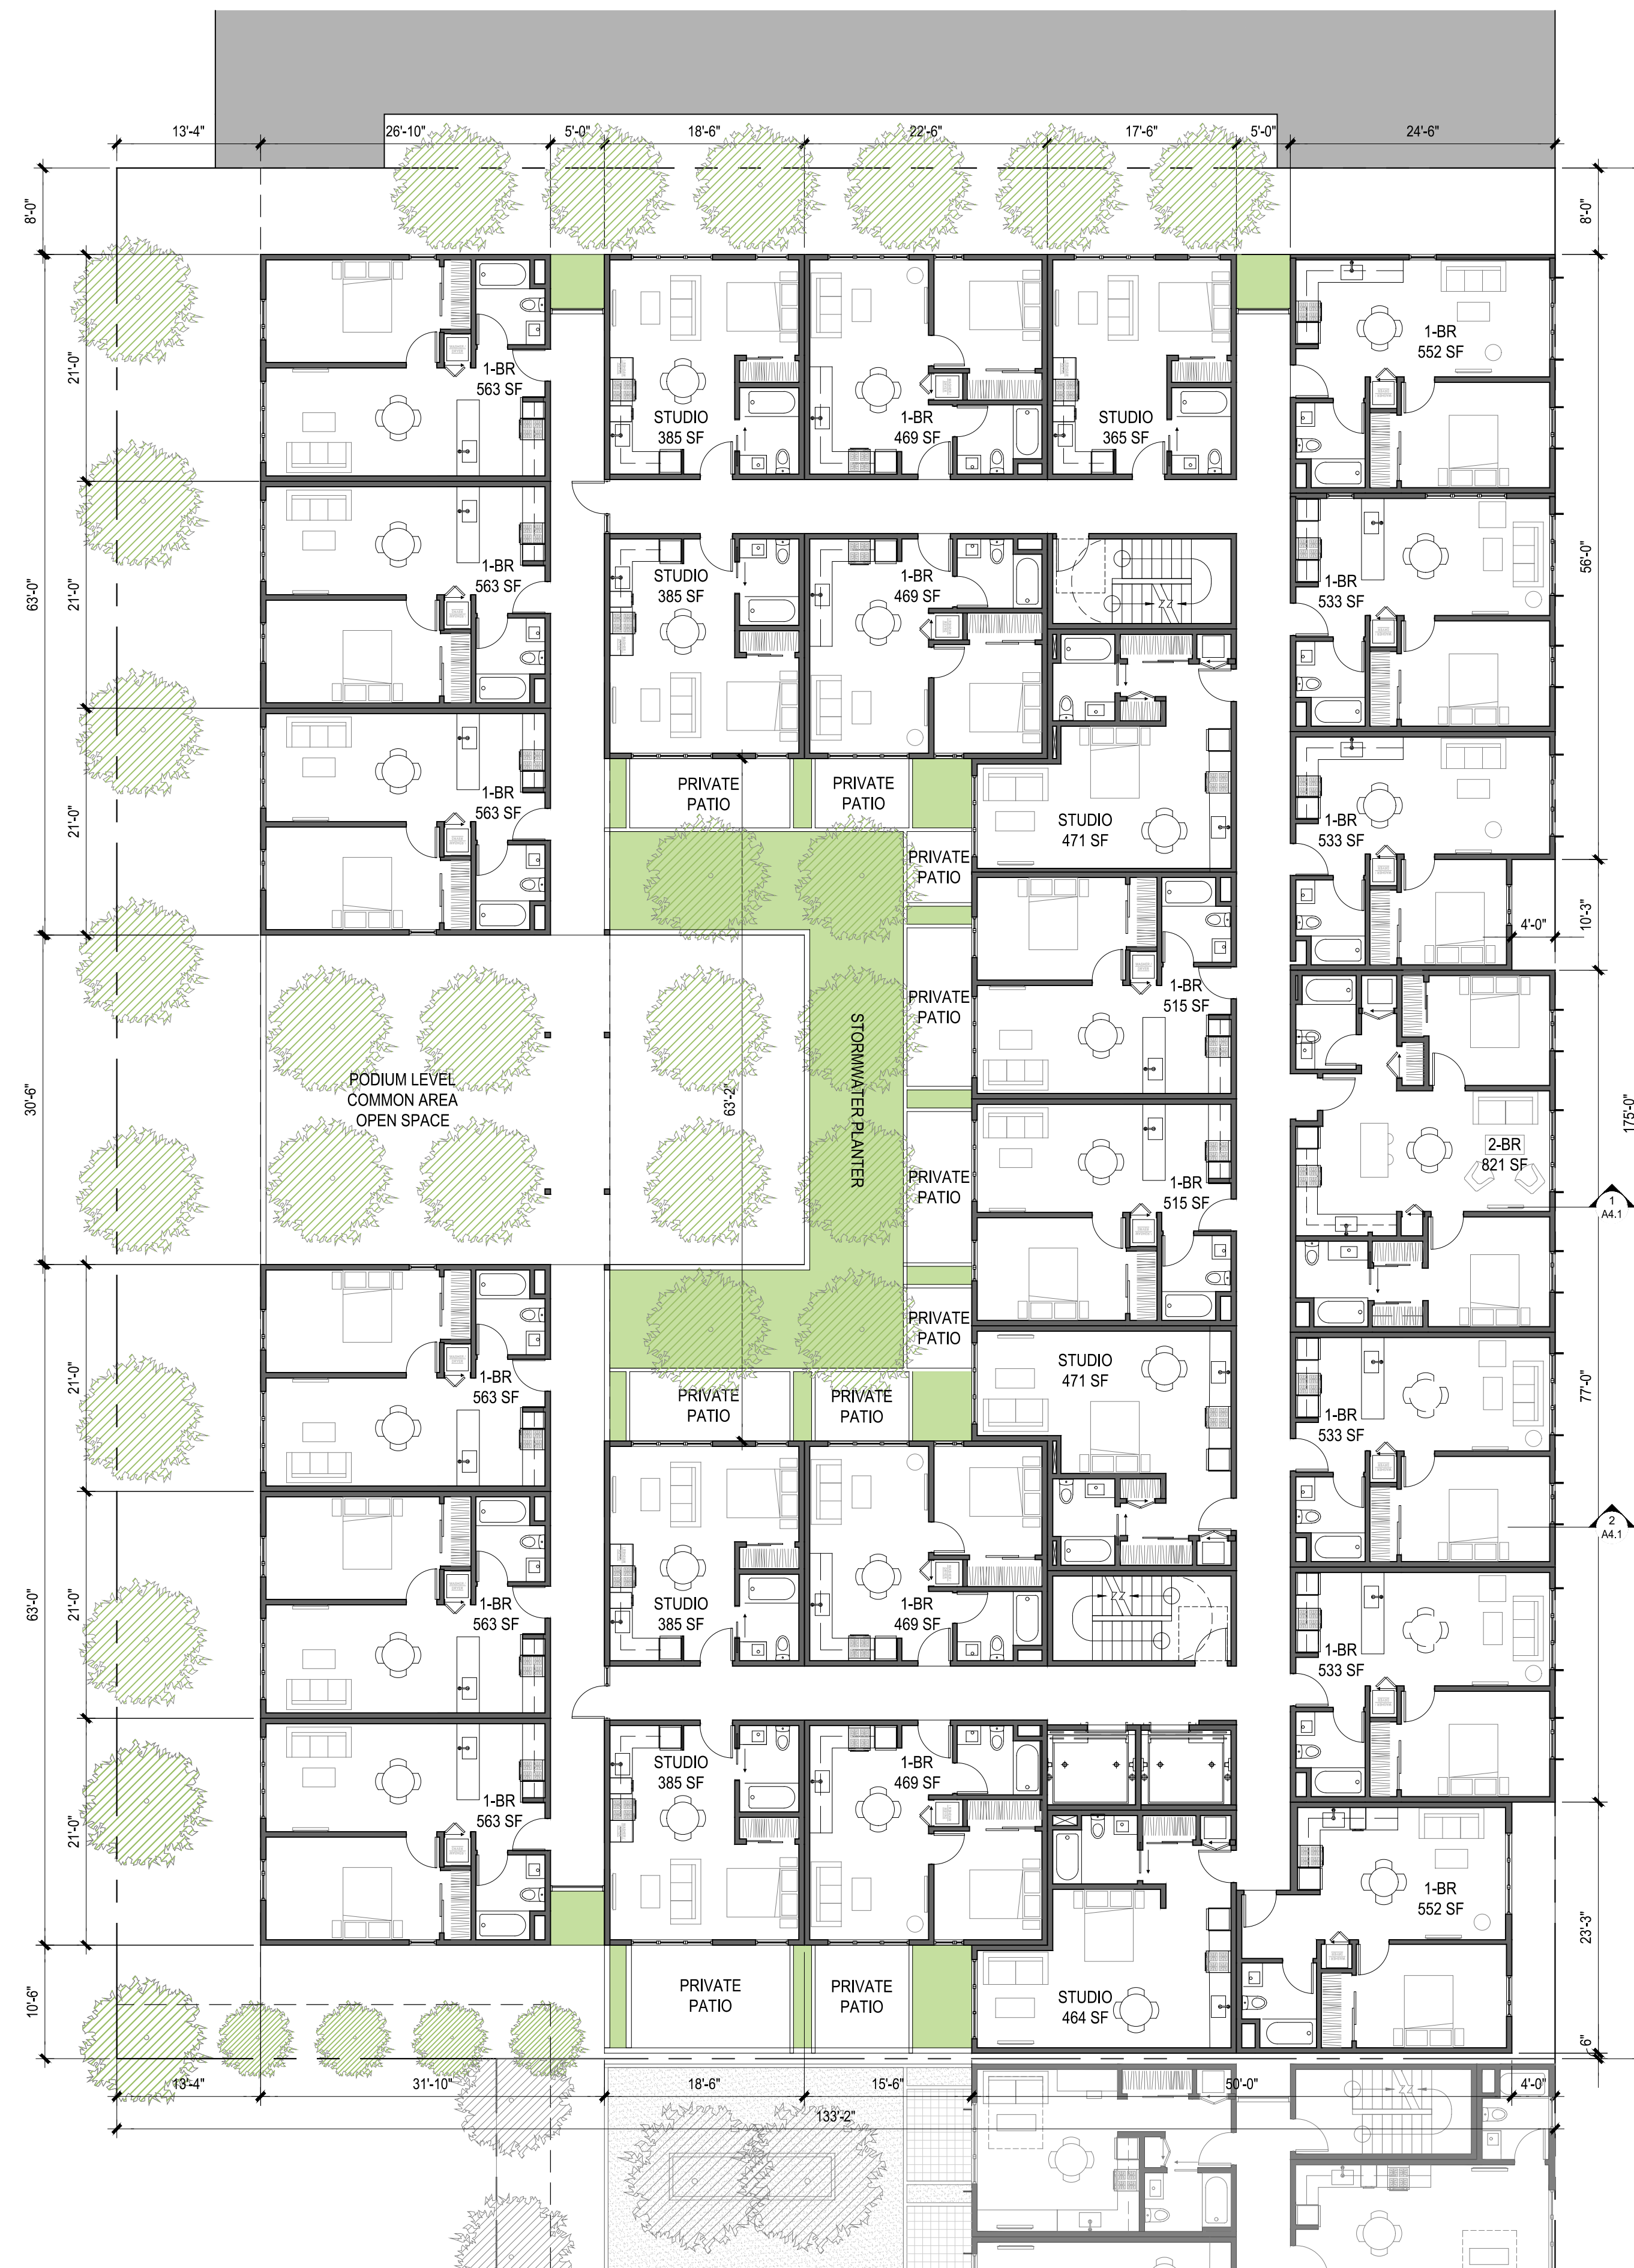 13'-4"
26'-10"
5'-0"
18'-6"
22'-6"
17'-6"
5'-0"
24'-6"
8'-0"
8'-0"
1-BR
563 SF
STUDIO
385 SF
1-BR
469 SF
STUDIO
365 SF
1-BR
552 SF
21'-0"
63'-0"
21'-0"
1-BR
563 SF
STUDIO
385 SF
1-BR
469 SF
1-BR
533 SF
56'-0"
21'-0"
1-BR
563 SF
PRIVATE
PATIO
PRIVATE
PATIO
STUDIO
471 SF
1-BR
533 SF
PRIVATE
PATIO
10'-3"
4'-0"
PRIVATE
PATIO
1-BR
515 SF
30'-6"
PODIUM LEVEL
COMMON AREA
OPEN SPACE
63'-2"
STORMWATER PLANTER
175'-0"
2-BR
821 SF
PRIVATE
PATIO
1-BR
515 SF
1
A4.1
PRIVATE
PATIO
21'-0"
1-BR
563 SF
PRIVATE
PATIO
PRIVATE
PATIO
STUDIO
471 SF
1-BR
533 SF
77'-0"
2
A4.1
63'-0"
21'-0"
1-BR
563 SF
STUDIO
385 SF
1-BR
469 SF
1-BR
533 SF
21'-0"
1-BR
563 SF
STUDIO
385 SF
1-BR
469 SF
1-BR
552 SF
23'-3"
10'-6"
PRIVATE
PATIO
PRIVATE
PATIO
STUDIO
464 SF
6"
13'-4"
31'-10"
18'-6"
15'-6"
50'-0"
4'-0"
133'-2"